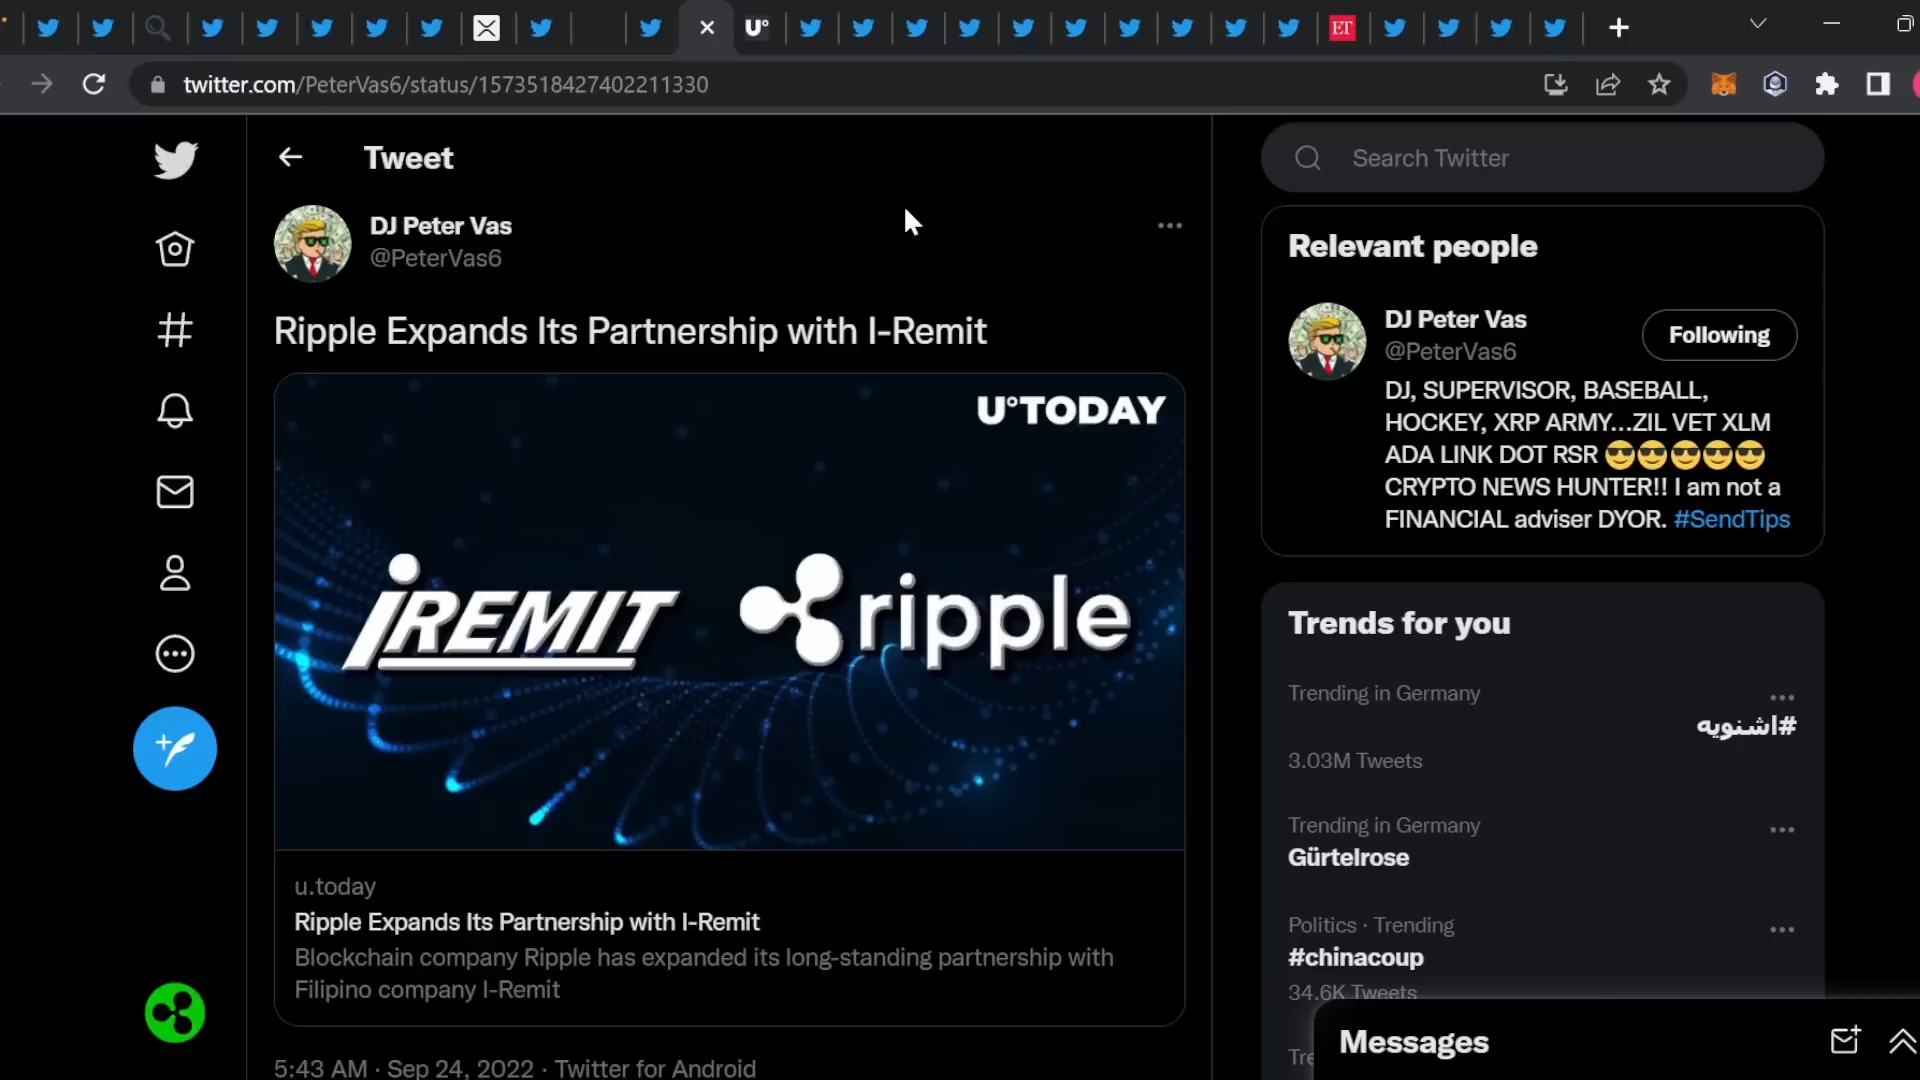 U°
ET
twitter.com/PeterVas6/status/1573518427402211330
Tweet
Search Twitter
DJ Peter Vas
@PeterVas6
Ripple Expands Its Partnership with I-Remit
U°TODAY
iREMIT
ripple
u.today
Ripple Expands Its Partnership with I-Remit
Blockchain company Ripple has expanded its long-standing partnership with
Filipino company I-Remit
5:43 AM · Sep 24, 2022 · Twitter for Android
Relevant people
DJ Peter Vas
@PeterVas6
Following
DJ, SUPERVISOR, BASEBALL,
HOCKEY, XRP ARMY...ZIL VET XLM
ADA LINK DOT RSR 😎😎😎😎😎
CRYPTO NEWS HUNTER!! I am not a
FINANCIAL adviser DYOR. #SendTips
Trends for you
Trending in Germany
#اشنویه
3.03M Tweets
Trending in Germany
Gürtelrose
Politics · Trending
#chinacoup
34.6K Tweets
Messages